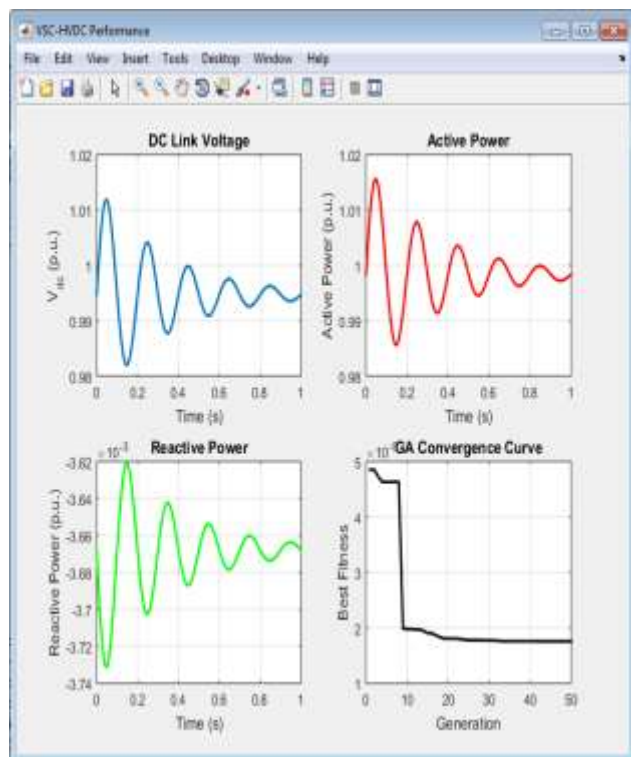 VSC-HVDC Performance
File Edit View Insert Tools Desktop Window Help
DC Link Voltage
1.02
1.01
1
0.99
0.98
V_dc (p.u.)
0 0.2 0.4 0.6 0.8 1
Time (s)
Active Power
1.02
1.01
1
0.99
0.98
Active Power (p.u.)
0 0.2 0.4 0.6 0.8 1
Time (s)
×10⁻³
Reactive Power
-3.62
-3.64
-3.66
-3.68
-3.7
-3.72
-3.74
Reactive Power (p.u.)
0 0.2 0.4 0.6 0.8 1
Time (s)
GA Convergence Curve
5
4
3
2
1
Best Fitness
0 10 20 30 40 50
Generation